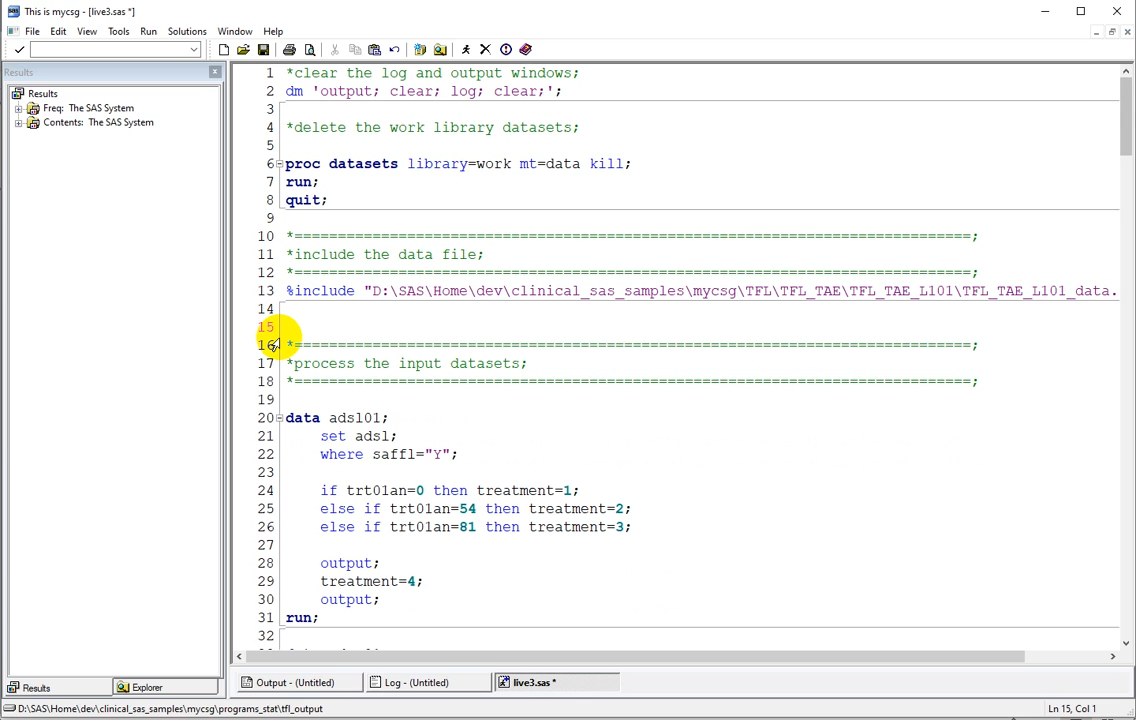 This is mycsg - [live3.sas *]
File Edit View Tools Run Solutions Window Help
Results
Results
Freq: The SAS System
Contents: The SAS System
1 *clear the log and output windows;
2 dm 'output; clear; log; clear;';
3
4 *delete the work library datasets;
5
6 proc datasets library=work mt=data kill;
7 run;
8 quit;
9
10 *==============================================================================;
11 *include the data file;
12 *==============================================================================;
13 %include "D:\SAS\Home\dev\clinical_sas_samples\mycsg\TFL\TFL_TAE\TFL_TAE_L101\TFL_TAE_L101_data.
14
15
16 *==============================================================================;
17 *process the input datasets;
18 *==============================================================================;
19
20 data adsl01;
21 set adsl;
22 where saffl="Y";
23
24 if trt01an=0 then treatment=1;
25 else if trt01an=54 then treatment=2;
26 else if trt01an=81 then treatment=3;
27
28 output;
29 treatment=4;
30 output;
31 run;
32
Results Explorer
Output - (Untitled) Log - (Untitled) live3.sas *
D:\SAS\Home\dev\clinical_sas_samples\mycsg\programs_stat\tfl_output Ln 15, Col 1